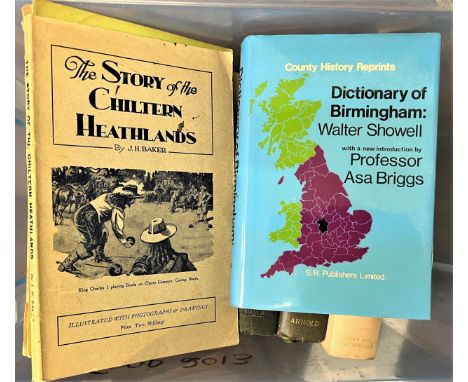 The STORY of the
CHILTERN
HEATHLANDS
By J. H. BAKER
King Charles I playing Bowls on Cholsey Common, Goring Heath.
ILLUSTRATED WITH PHOTOGRAPHS & DRAWINGS
Price Two Shillings
THE STORY OF THE CHILTERN HEATHLANDS
County History Reprints
Dictionary of
Birmingham:
Walter Showell
with a new introduction by
Professor
Asa Briggs
S.R. Publishers Limited.
ARNOLD
5013